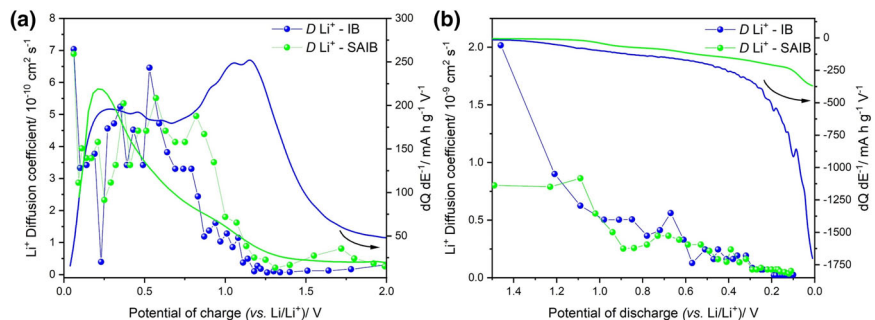 (a)
D Li⁺ - IB
D Li⁺ - SAIB
Li⁺ Diffusion coefficient/ 10⁻¹⁰ cm² s⁻¹
8
7
6
5
4
3
2
1
0
300
250
200
150
100
50
0
dQ dE⁻¹/ mA h g⁻¹ V⁻¹
0.0 0.5 1.0 1.5 2.0
Potential of charge (vs. Li/Li⁺)/ V
(b)
D Li⁺ - IB
D Li⁺ - SAIB
Li⁺ Diffusion coefficient/ 10⁻⁹ cm² s⁻¹
2.0
1.5
1.0
0.5
0.0
0
-250
-500
-750
-1000
-1250
-1500
-1750
dQ dE⁻¹/ mA h g⁻¹ V⁻¹
1.5 1.2 0.9 0.6 0.4 0.2 0.0
Potential of discharge (vs. Li/Li⁺)/ V